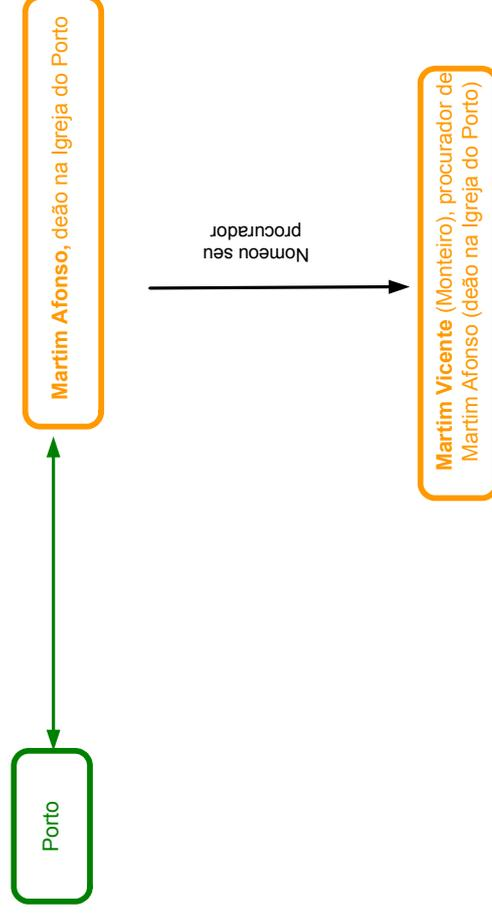 Porto
Martim Afonso, deão na Igreja do Porto
Nomeou seu
procurador
Martim Vicente (Monteiro), procurador de
Martim Afonso (deão na Igreja do Porto)